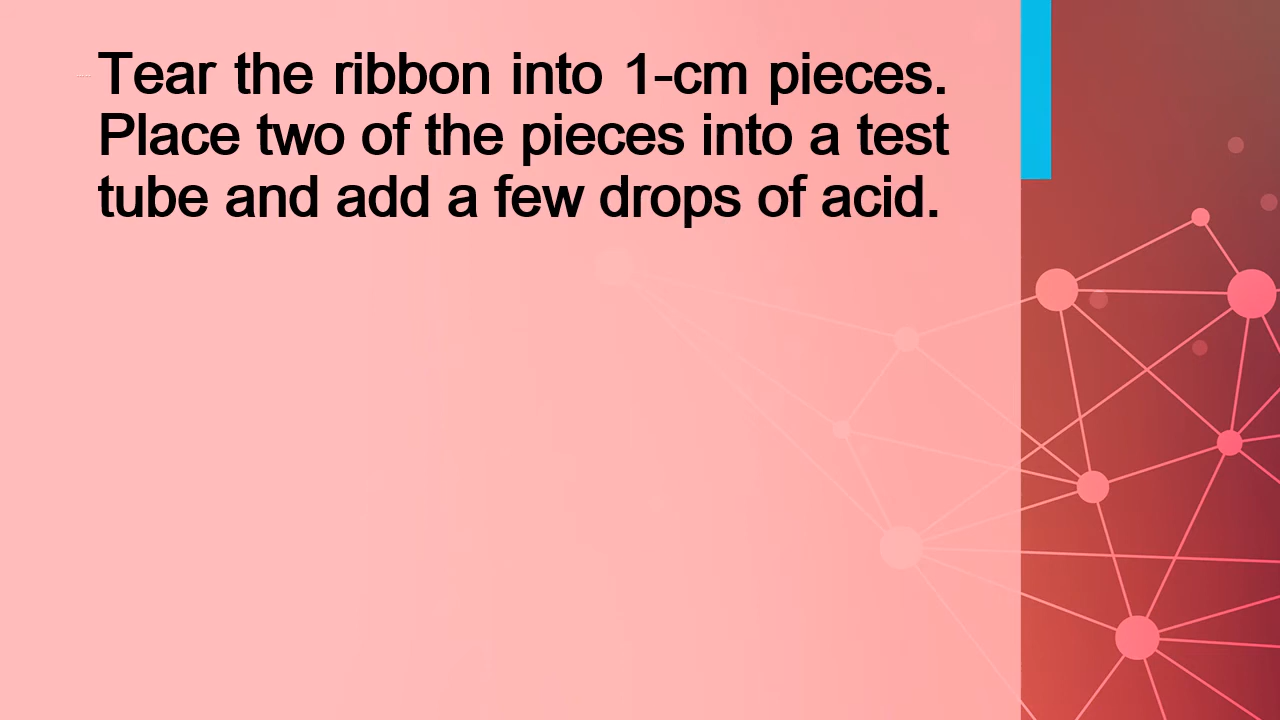 Tear the ribbon into 1-cm pieces.
Place two of the pieces into a test
tube and add a few drops of acid.